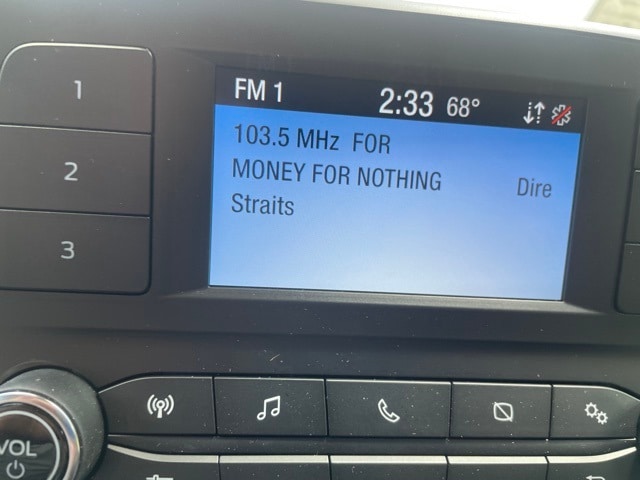 FM 1 2:33 68°
103.5 MHz FOR
MONEY FOR NOTHING Dire
Straits
1
2
3
VOL